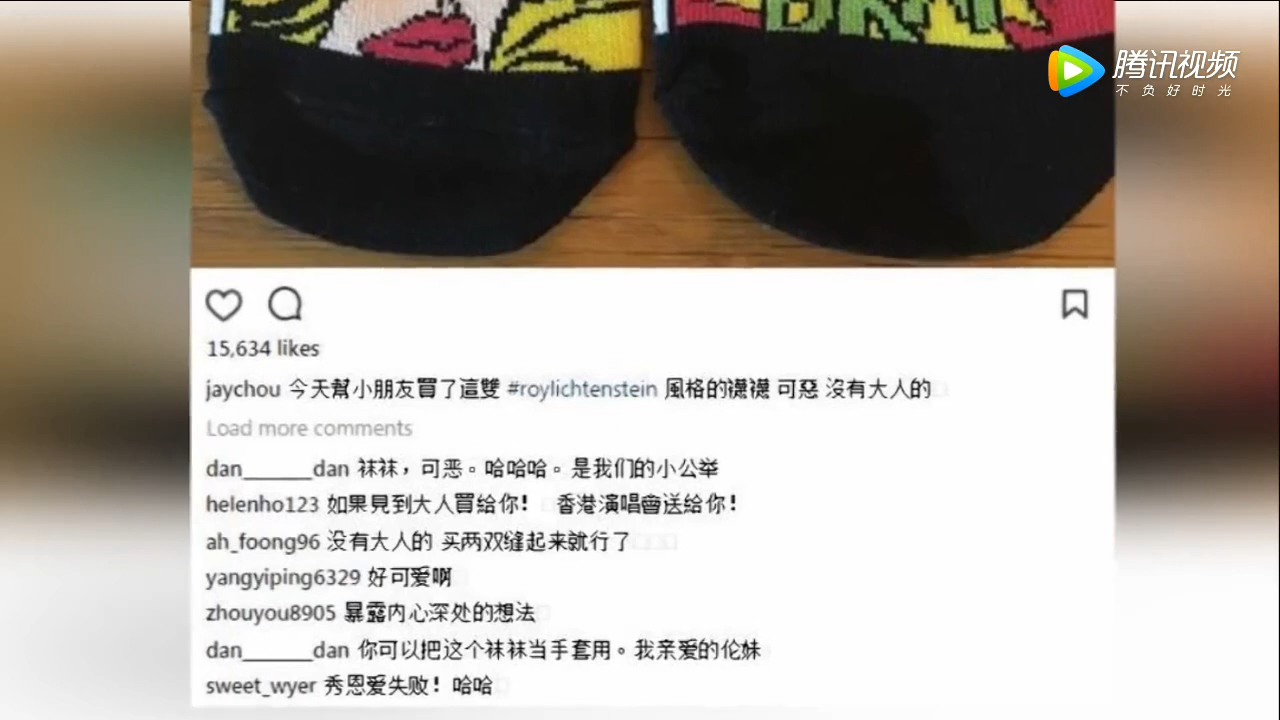 腾讯视频
不负好时光
15,634 likes
jaychou 今天幫小朋友買了這雙 #roylichtenstein 風格的襪襪 可惡 沒有大人的
Load more comments
dan______dan 袜袜，可恶。哈哈哈。是我们的小公举
helenho123 如果見到大人買给你！ 香港演唱會送給你！
ah_foong96 没有大人的 买两双缝起来就行了
yangyiping6329 好可爱啊
zhouyou8905 暴露内心深处的想法
dan______dan 你可以把这个袜袜当手套用。我亲爱的伦妹
sweet_wyer 秀恩爱失败！哈哈